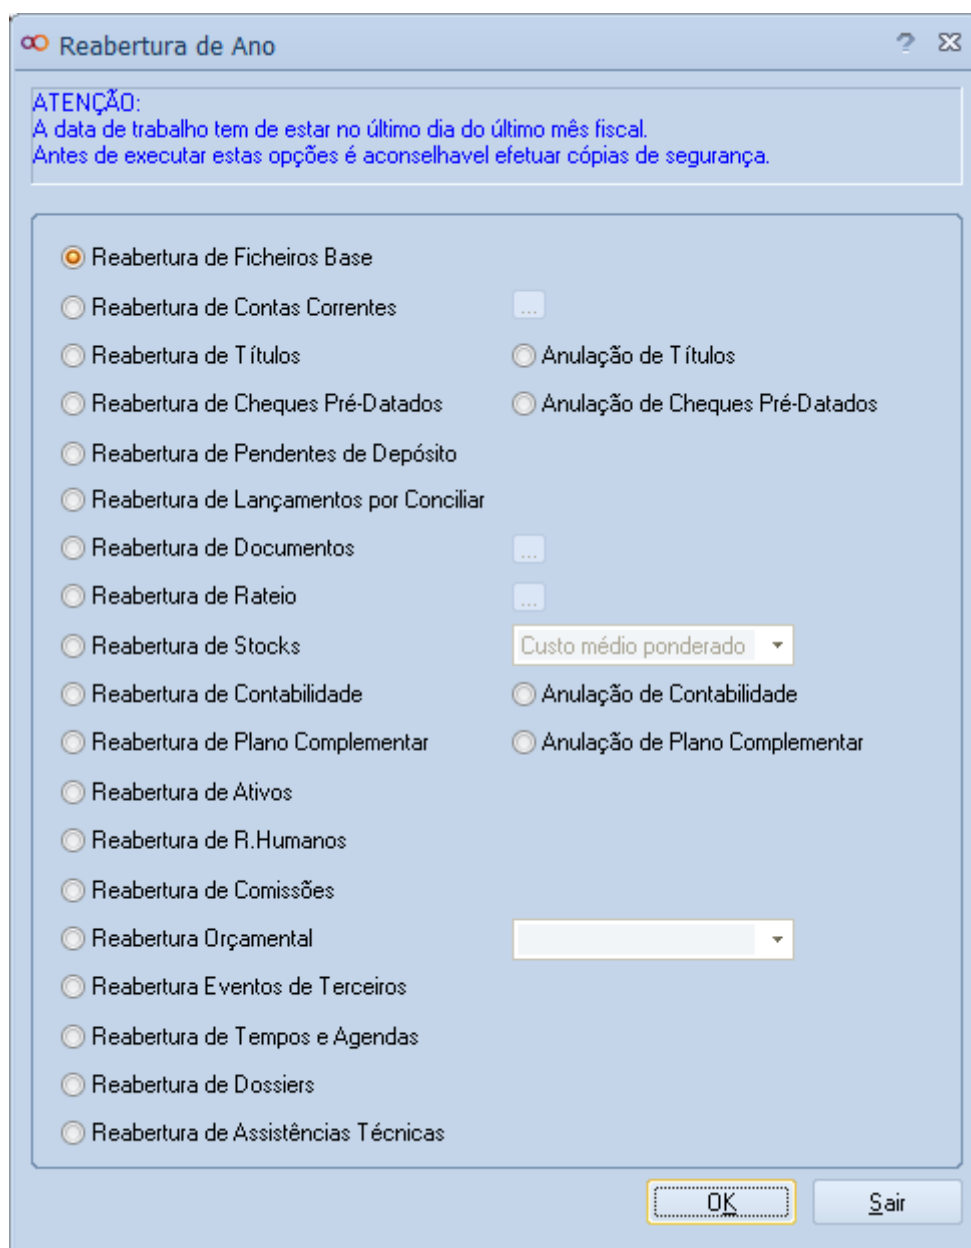 Reabertura de Ano
ATENÇÃO:
A data de trabalho tem de estar no último dia do último mês fiscal.
Antes de executar estas opções é aconselhavel efetuar cópias de segurança.
Reabertura de Ficheiros Base
Reabertura de Contas Correntes ...
Reabertura de Títulos Anulação de Títulos
Reabertura de Cheques Pré-Datados Anulação de Cheques Pré-Datados
Reabertura de Pendentes de Depósito
Reabertura de Lançamentos por Conciliar
Reabertura de Documentos ...
Reabertura de Rateio ...
Reabertura de Stocks Custo médio ponderado
Reabertura de Contabilidade Anulação de Contabilidade
Reabertura de Plano Complementar Anulação de Plano Complementar
Reabertura de Ativos
Reabertura de R.Humanos
Reabertura de Comissões
Reabertura Orçamental
Reabertura Eventos de Terceiros
Reabertura de Tempos e Agendas
Reabertura de Dossiers
Reabertura de Assistências Técnicas
OK Sair